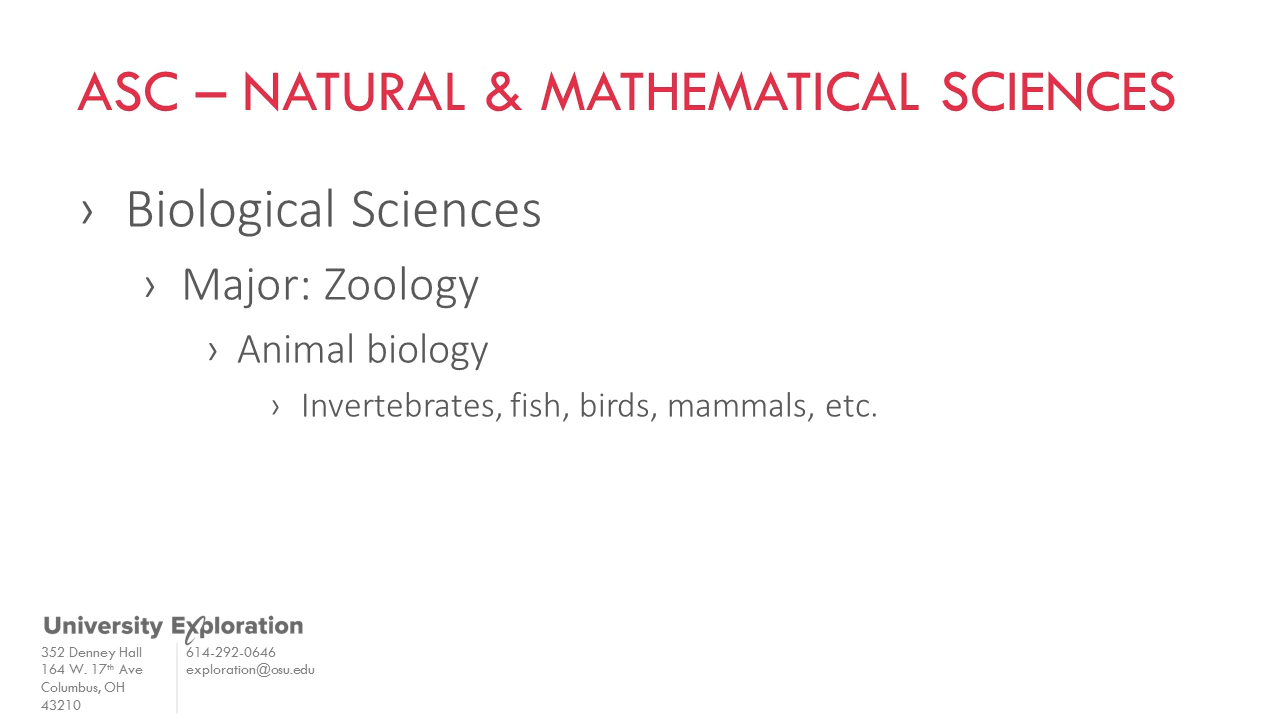 ASC – NATURAL & MATHEMATICAL SCIENCES
› Biological Sciences
› Major: Zoology
› Animal biology
› Invertebrates, fish, birds, mammals, etc.
University Exploration
352 Denney Hall
164 W. 17th Ave
Columbus, OH
43210
614-292-0646
exploration@osu.edu